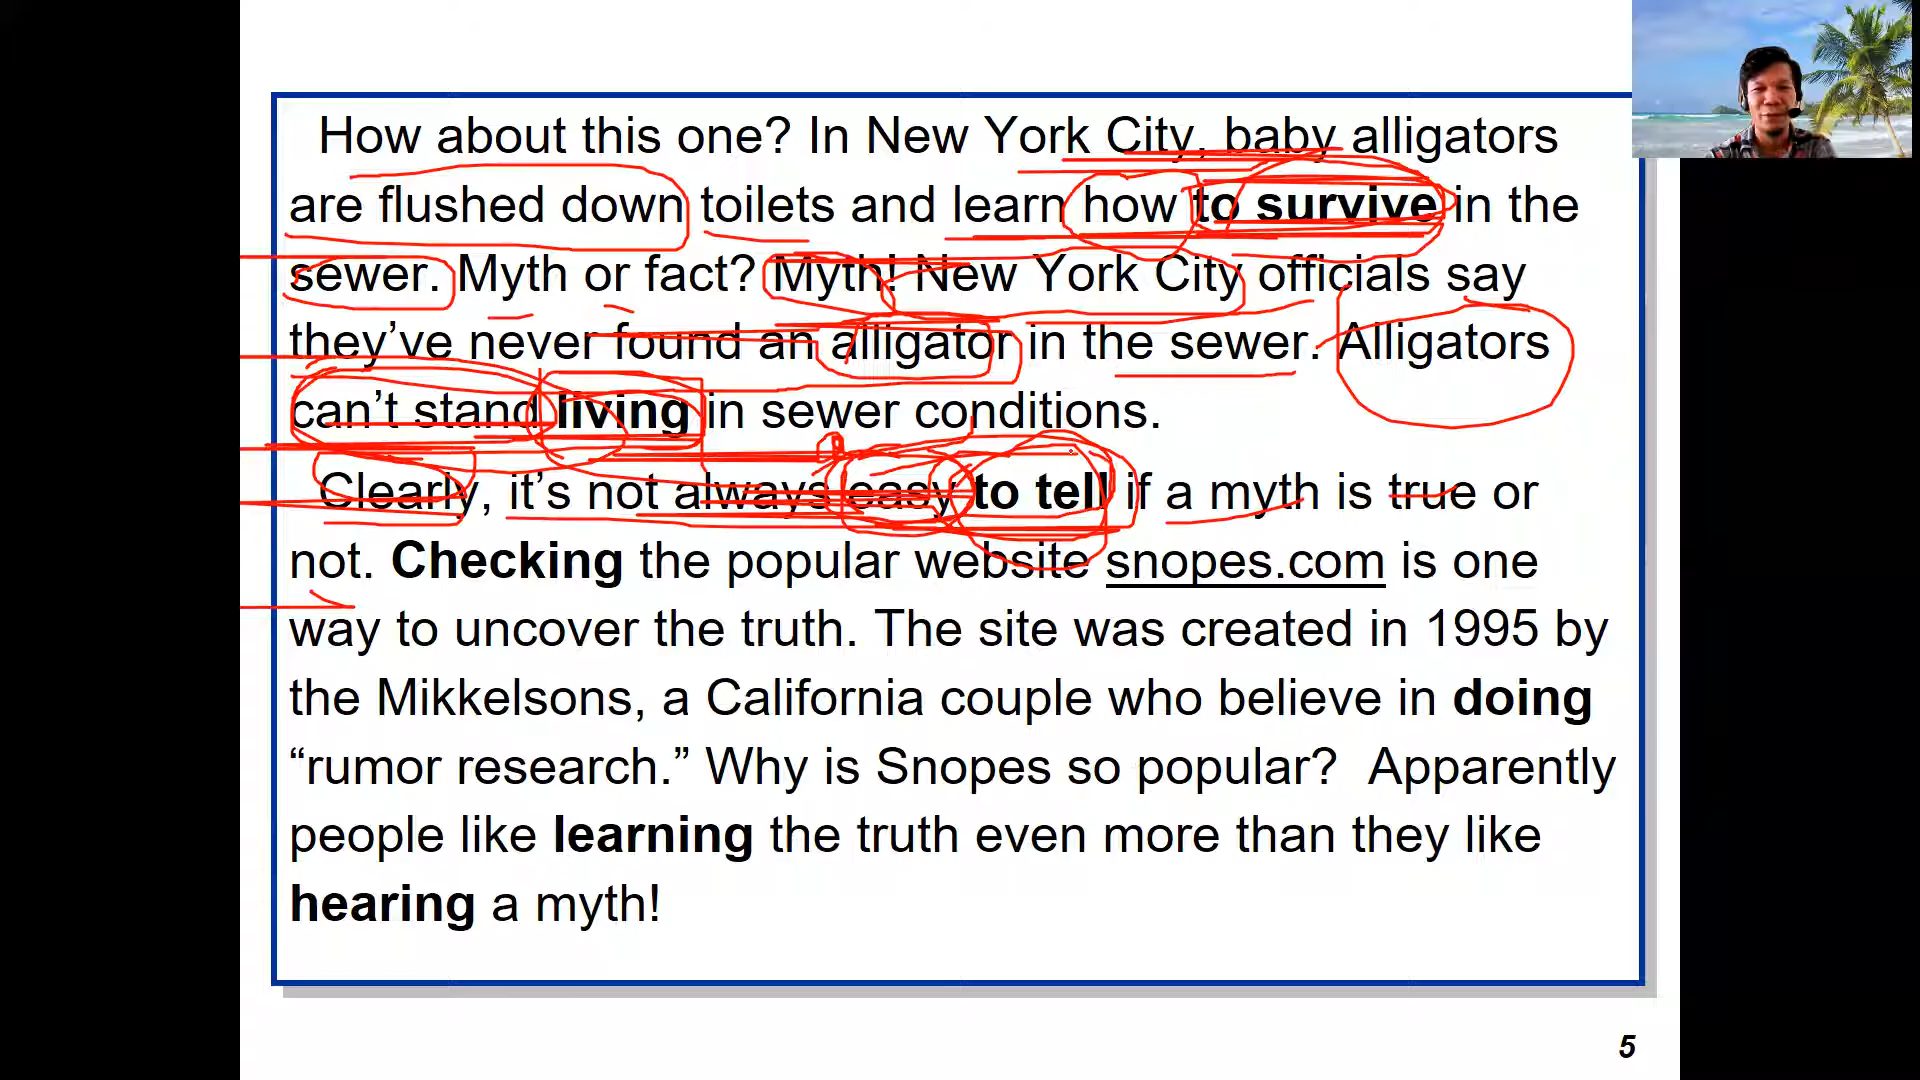 How about this one? In New York City, baby alligators
are flushed down toilets and learn how to survive in the
sewer. Myth or fact? Myth! New York City officials say
they’ve never found an alligator in the sewer. Alligators
can’t stand living in sewer conditions.
Clearly, it’s not always easy to tell if a myth is true or
not. Checking the popular website snopes.com is one
way to uncover the truth. The site was created in 1995 by
the Mikkelsons, a California couple who believe in doing
“rumor research.” Why is Snopes so popular?  Apparently
people like learning the truth even more than they like
hearing a myth!
5